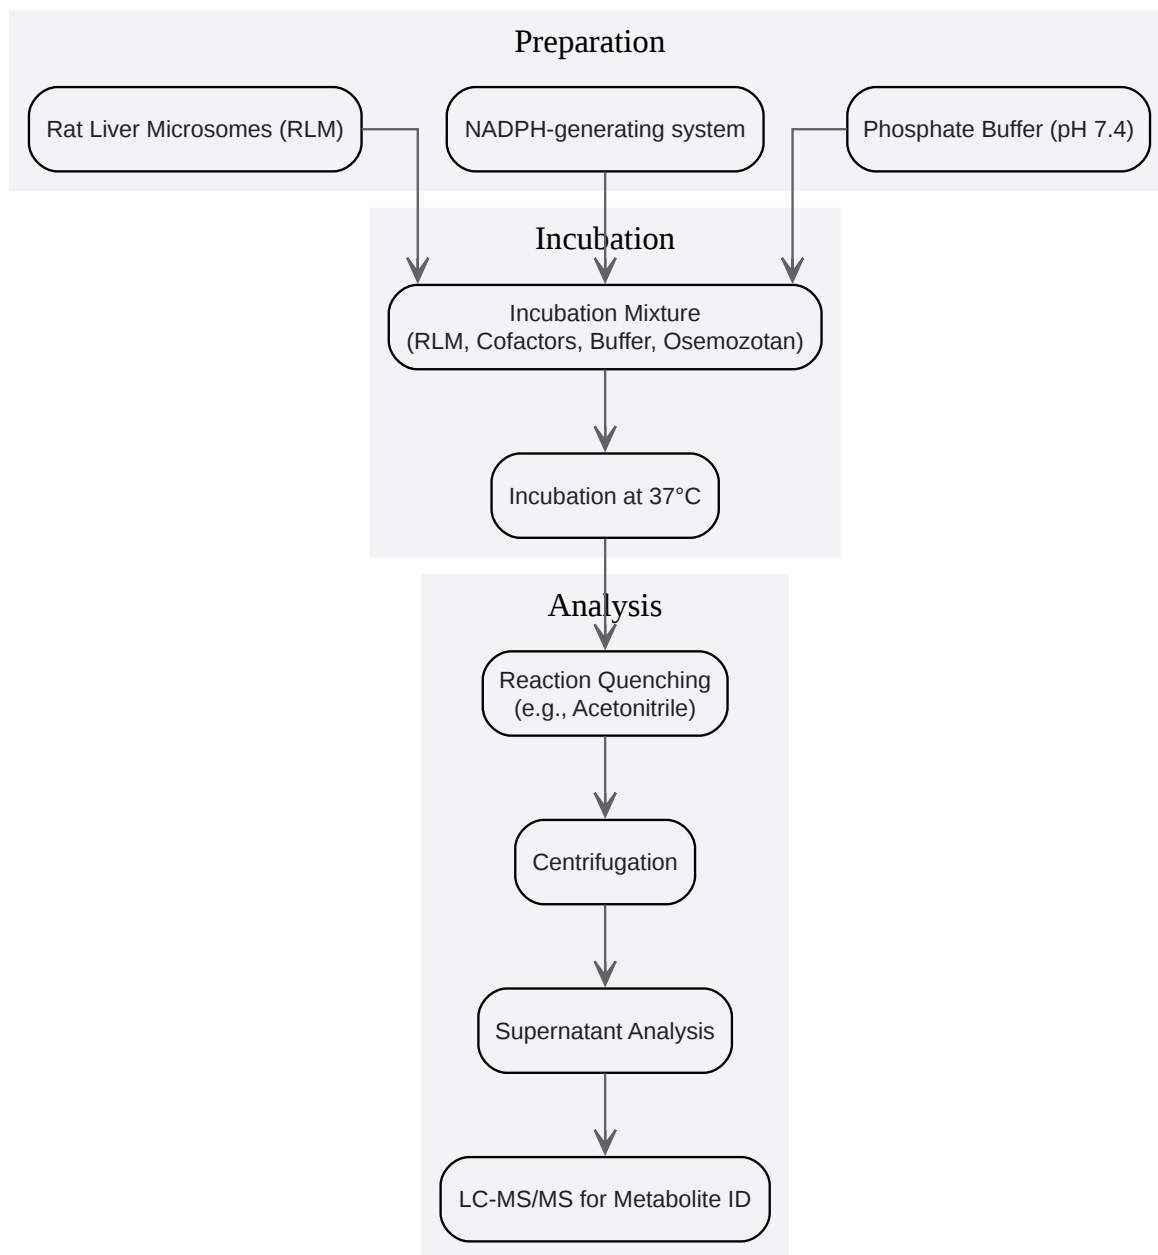 Preparation
Rat Liver Microsomes (RLM)
NADPH-generating system
Phosphate Buffer (pH 7.4)
Incubation
Incubation Mixture
(RLM, Cofactors, Buffer, Osemozotan)
Incubation at 37°C
Analysis
Reaction Quenching
(e.g., Acetonitrile)
Centrifugation
Supernatant Analysis
LC-MS/MS for Metabolite ID